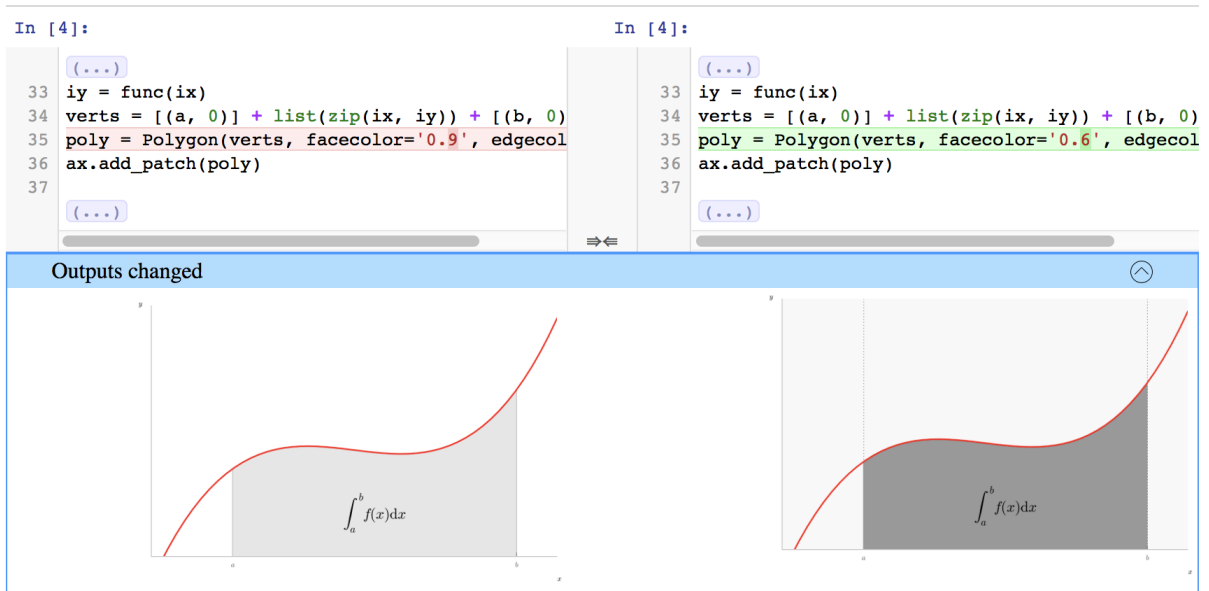 In [4]:
(...)
33 iy = func(ix)
34 verts = [(a, 0)] + list(zip(ix, iy)) + [(b, 0)
35 poly = Polygon(verts, facecolor='0.9', edgecol
36 ax.add_patch(poly)
37
(...)
In [4]:
(...)
33 iy = func(ix)
34 verts = [(a, 0)] + list(zip(ix, iy)) + [(b, 0)
35 poly = Polygon(verts, facecolor='0.6', edgecol
36 ax.add_patch(poly)
37
(...)
Outputs changed
y
∫_a^b f(x)dx
a b
x
y
∫_a^b f(x)dx
a b
x